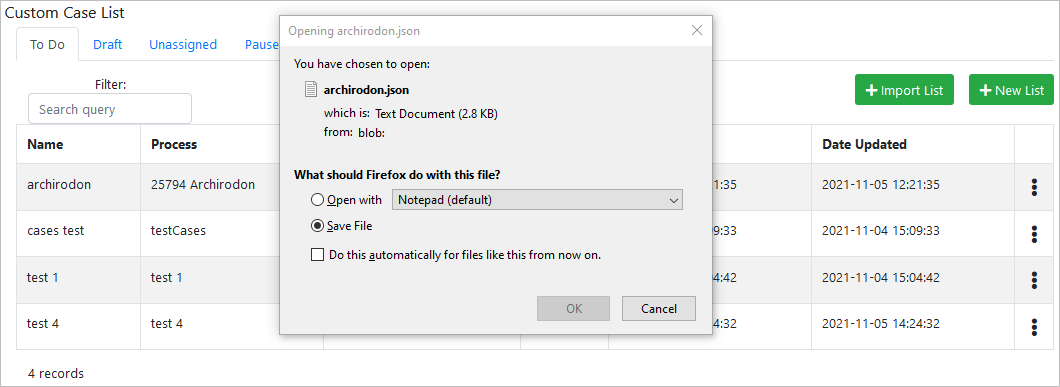 Custom Case List
To Do Draft Unassigned Pause
Filter:
Search query
Import List New List
Name Process Date Updated
archirodon 25794 Archirodon 1:35 2021-11-05 12:21:35
cases test testCases 09:33 2021-11-04 15:09:33
test 1 test 1 4:42 2021-11-04 15:04:42
test 4 test 4 4:32 2021-11-05 14:24:32
4 records
Opening archirodon.json
You have chosen to open:
archirodon.json
which is: Text Document (2.8 KB)
from: blob:
What should Firefox do with this file?
Open with Notepad (default)
Save File
Do this automatically for files like this from now on.
OK Cancel